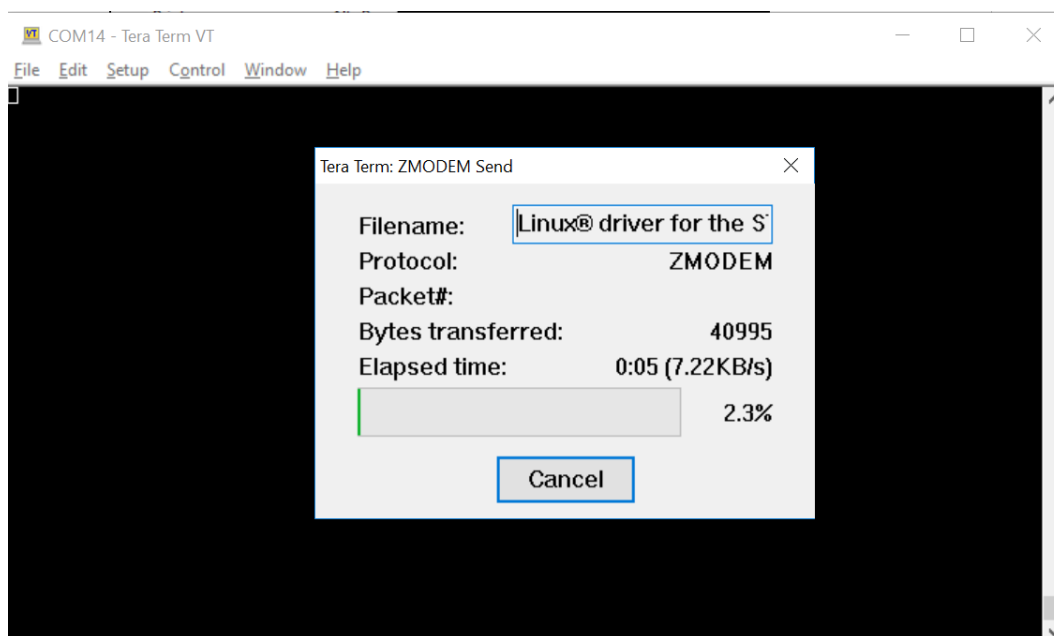 COM14 - Tera Term VT
File Edit Setup Control Window Help
Tera Term: ZMODEM Send
Filename: Linux® driver for the S
Protocol: ZMODEM
Packet#:
Bytes transferred: 40995
Elapsed time: 0:05 (7.22KB/s)
2.3%
Cancel